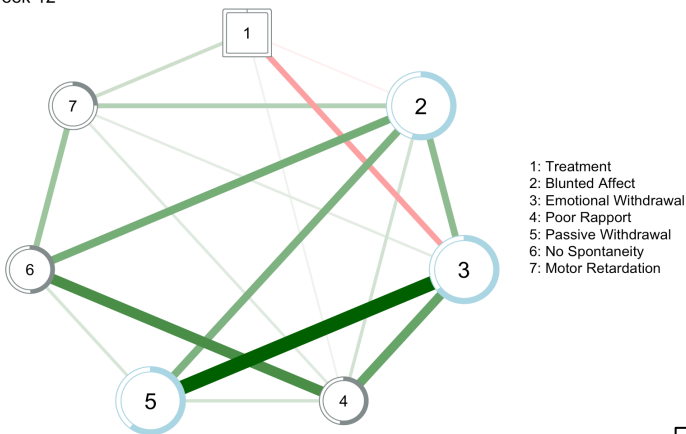 1
2
7
3
6
5
4
1: Treatment
2: Blunted Affect
3: Emotional Withdrawal
4: Poor Rapport
5: Passive Withdrawal
6: No Spontaneity
7: Motor Retardation